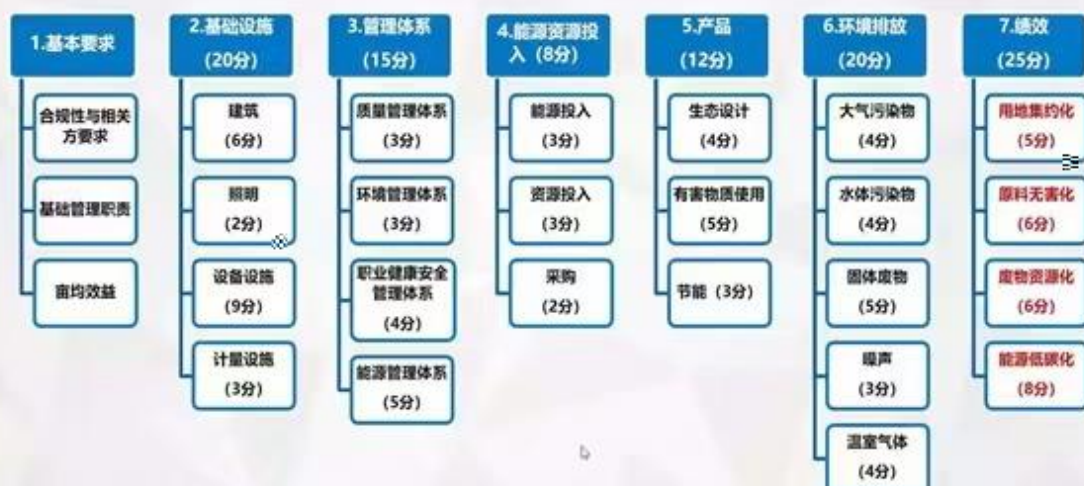 1.基本要求
合规性与相关
方要求
基础管理职责
亩均效益
2.基础设施
(20分)
建筑
(6分)
照明
(2分)
设备设施
(9分)
计量设施
(3分)
3.管理体系
(15分)
质量管理体系
(3分)
环境管理体系
(3分)
职业健康安全
管理体系
(4分)
能源管理体系
(5分)
4.能源资源投
入（8分）
能源投入
(3分)
资源投入
(3分)
采购
(2分)
5.产品
(12分)
生态设计
(4分)
有害物质使用
(5分)
节能（3分）
6.环境排放
(20分)
大气污染物
(4分)
水体污染物
(4分)
固体废物
(5分)
噪声
(3分)
温室气体
(4分)
7.绩效
(25分)
用地集约化
(5分)
原料无害化
(6分)
废物资源化
(6分)
能源低碳化
(8分)